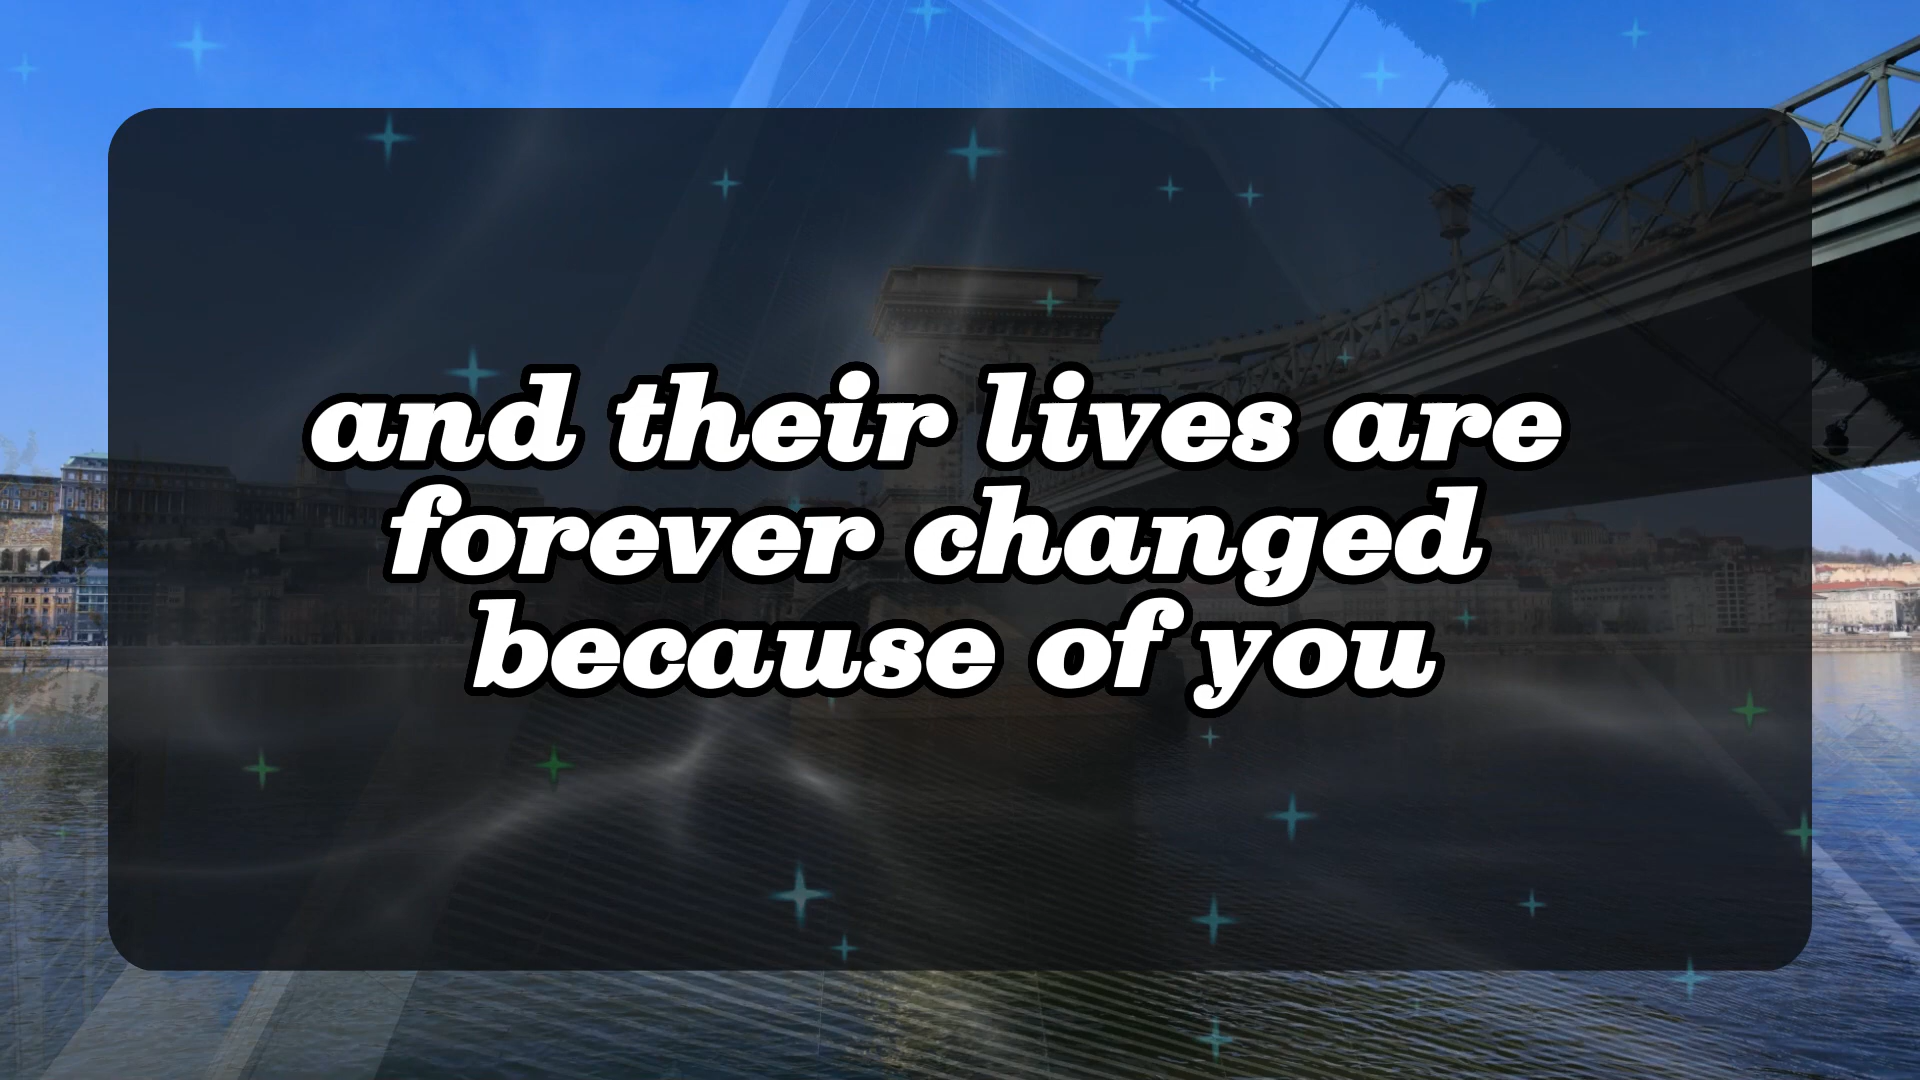 and their lives are
forever changed
because of you